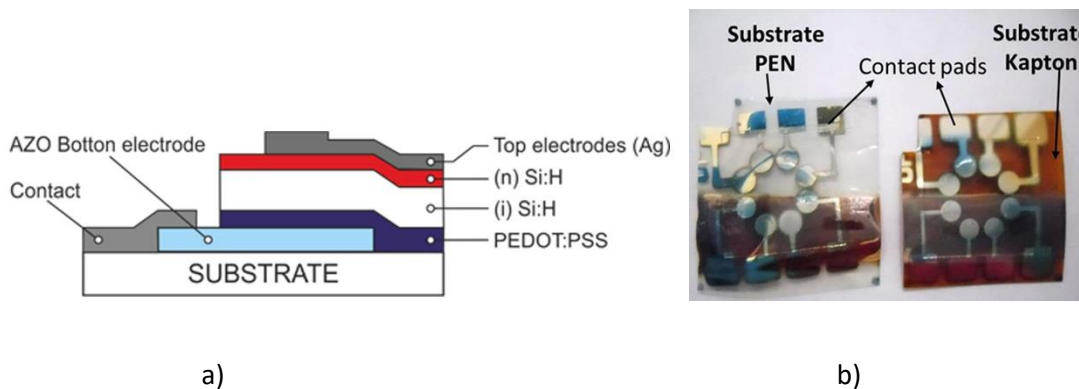 AZO Botton electrode
Contact
Top electrodes (Ag)
(n) Si:H
(i) Si:H
PEDOT:PSS
SUBSTRATE
a)
Substrate
PEN
Contact pads
Substrate
Kapton
b)